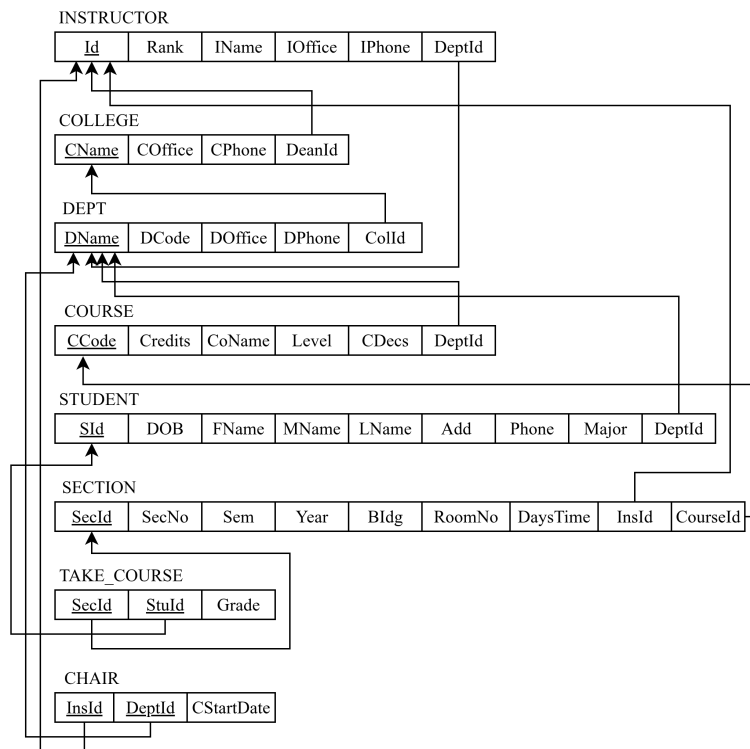 INSTRUCTOR
Id Rank IName IOffice IPhone DeptId
COLLEGE
CName COffice CPhone DeanId
DEPT
DName DCode DOffice DPhone ColId
COURSE
CCode Credits CoName Level CDecs DeptId
STUDENT
SId DOB FName MName LName Add Phone Major DeptId
SECTION
SecId SecNo Sem Year BIdg RoomNo DaysTime InsId CourseId
TAKE_COURSE
SecId StuId Grade
CHAIR
InsId DeptId CStartDate